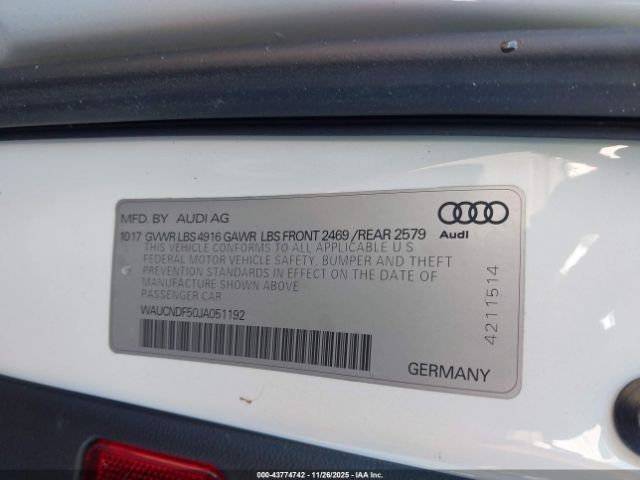 MFD. BY AUDI AG
10 17 GVWR LBS 4916 GAWR LBS FRONT 2469 / REAR 2579
THIS VEHICLE CONFORMS TO ALL APPLICABLE U S
FEDERAL MOTOR VEHICLE SAFETY, BUMPER AND THEFT
PREVENTION STANDARDS IN EFFECT ON THE DATE OF
MANUFACTURE SHOWN ABOVE
PASSENGER CAR
WAUCNDF50JA051192
Audi
4211514
GERMANY
000-43774742 | 11/26/2025 | COPART